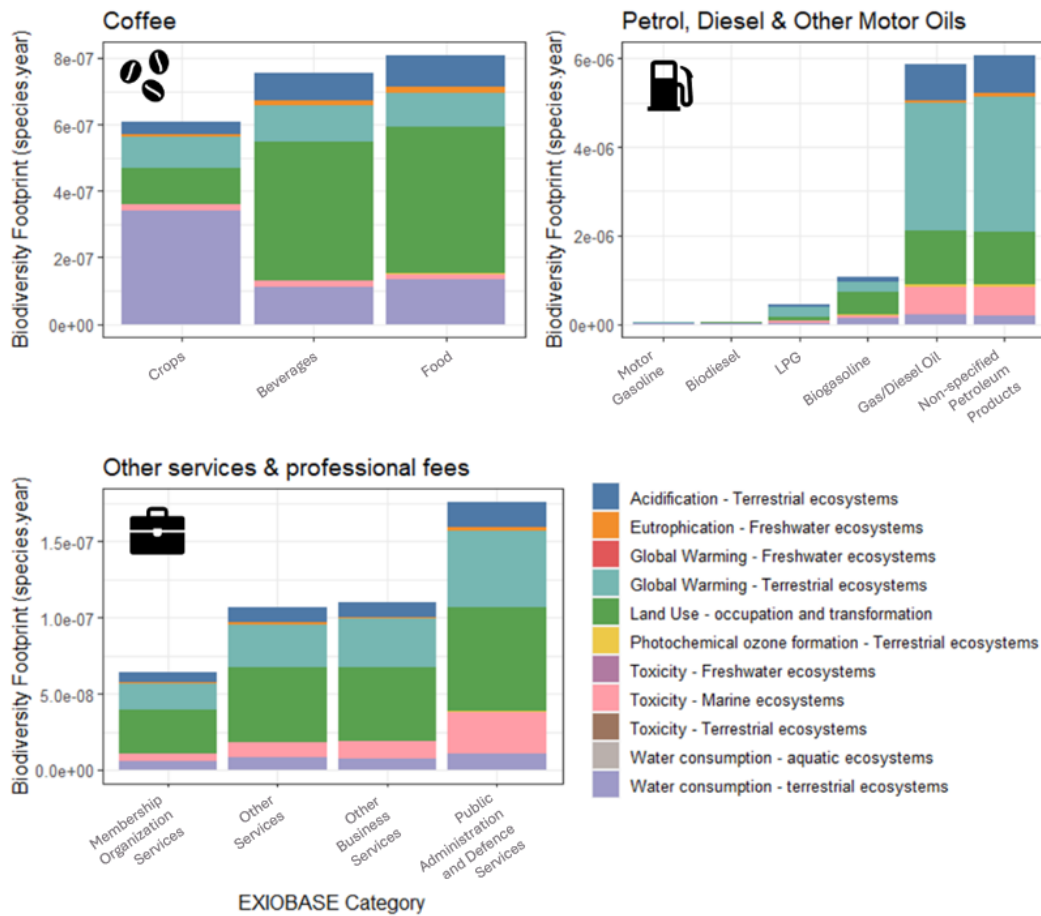 Coffee
Biodiversity Footprint (species.year)
8e-07
6e-07
4e-07
2e-07
0e+00
Crops
Beverages
Food
Petrol, Diesel & Other Motor Oils
Biodiversity Footprint (species.year)
6e-06
4e-06
2e-06
0e+00
Motor
Gasoline
Biodiesel
LPG
Biogasoline
Gas/Diesel Oil
Non-specified
Petroleum
Products
Other services & professional fees
Biodiversity Footprint (species.year)
1.5e-07
1.0e-07
5.0e-08
0.0e+00
Membership
Organization
Services
Other
Services
Other
Business
Services
Public
Administration
and Defence
Services
EXIOBASE Category
Acidification - Terrestrial ecosystems
Eutrophication - Freshwater ecosystems
Global Warming - Freshwater ecosystems
Global Warming - Terrestrial ecosystems
Land Use - occupation and transformation
Photochemical ozone formation - Terrestrial ecosystems
Toxicity - Freshwater ecosystems
Toxicity - Marine ecosystems
Toxicity - Terrestrial ecosystems
Water consumption - aquatic ecosystems
Water consumption - terrestrial ecosystems